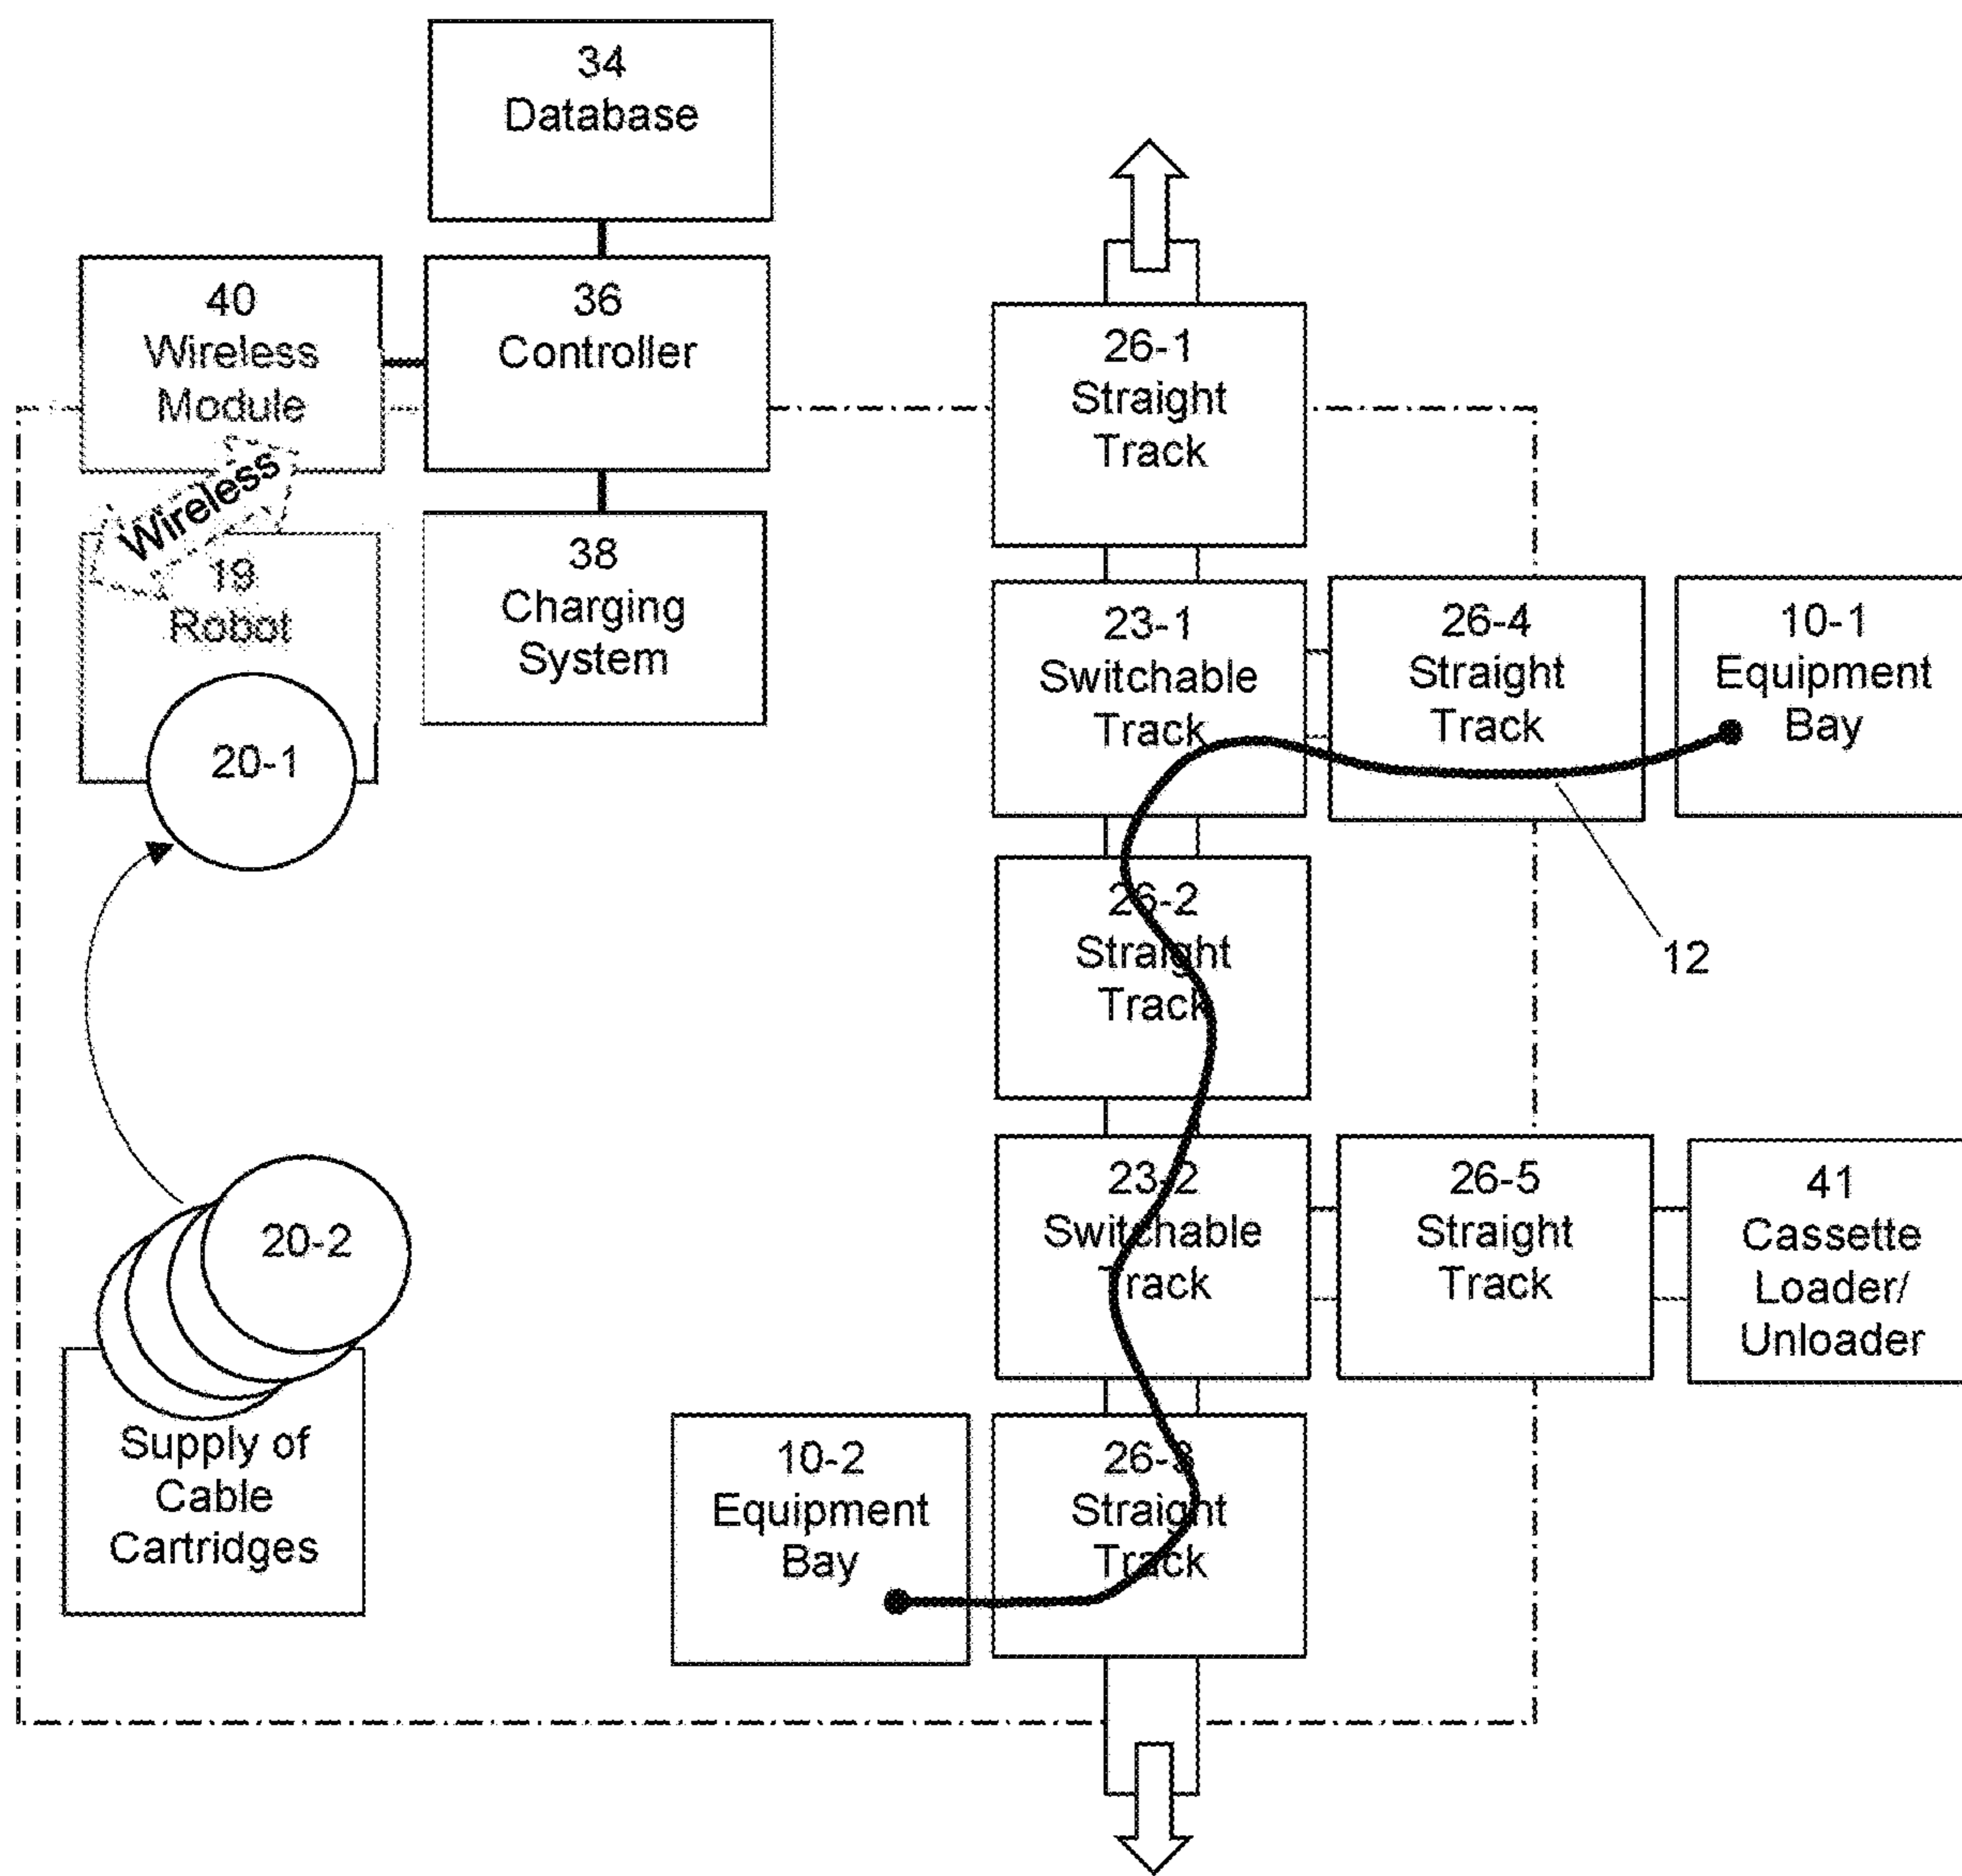 34
Database
40
Wireless
Module
36
Controller
Wireless
19
Robot
38
Charging
System
20-1
20-2
Supply of
Cable
Cartridges
26-1
Straight
Track
23-1
Switchable
Track
26-4
Straight
Track
10-1
Equipment
Bay
12
26-2
Straight
Track
23-2
Switchable
Track
26-5
Straight
Track
41
Cassette
Loader/
Unloader
10-2
Equipment
Bay
26-3
Straight
Track